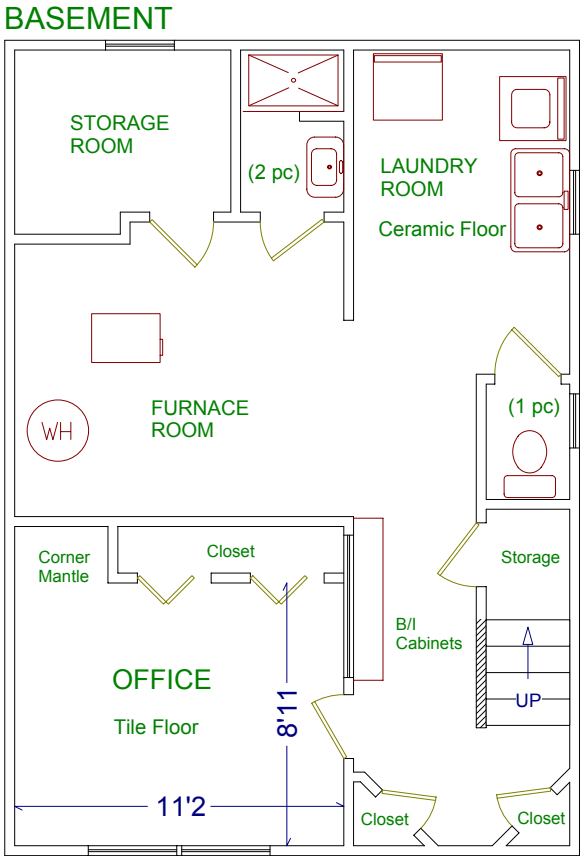 BASEMENT
STORAGE
ROOM
(2 pc)
LAUNDRY
ROOM
Ceramic Floor
FURNACE
ROOM
WH
(1 pc)
Corner
Mantle
Closet
Storage
B/I
Cabinets
OFFICE
Tile Floor
8'11
UP
11'2
Closet
Closet